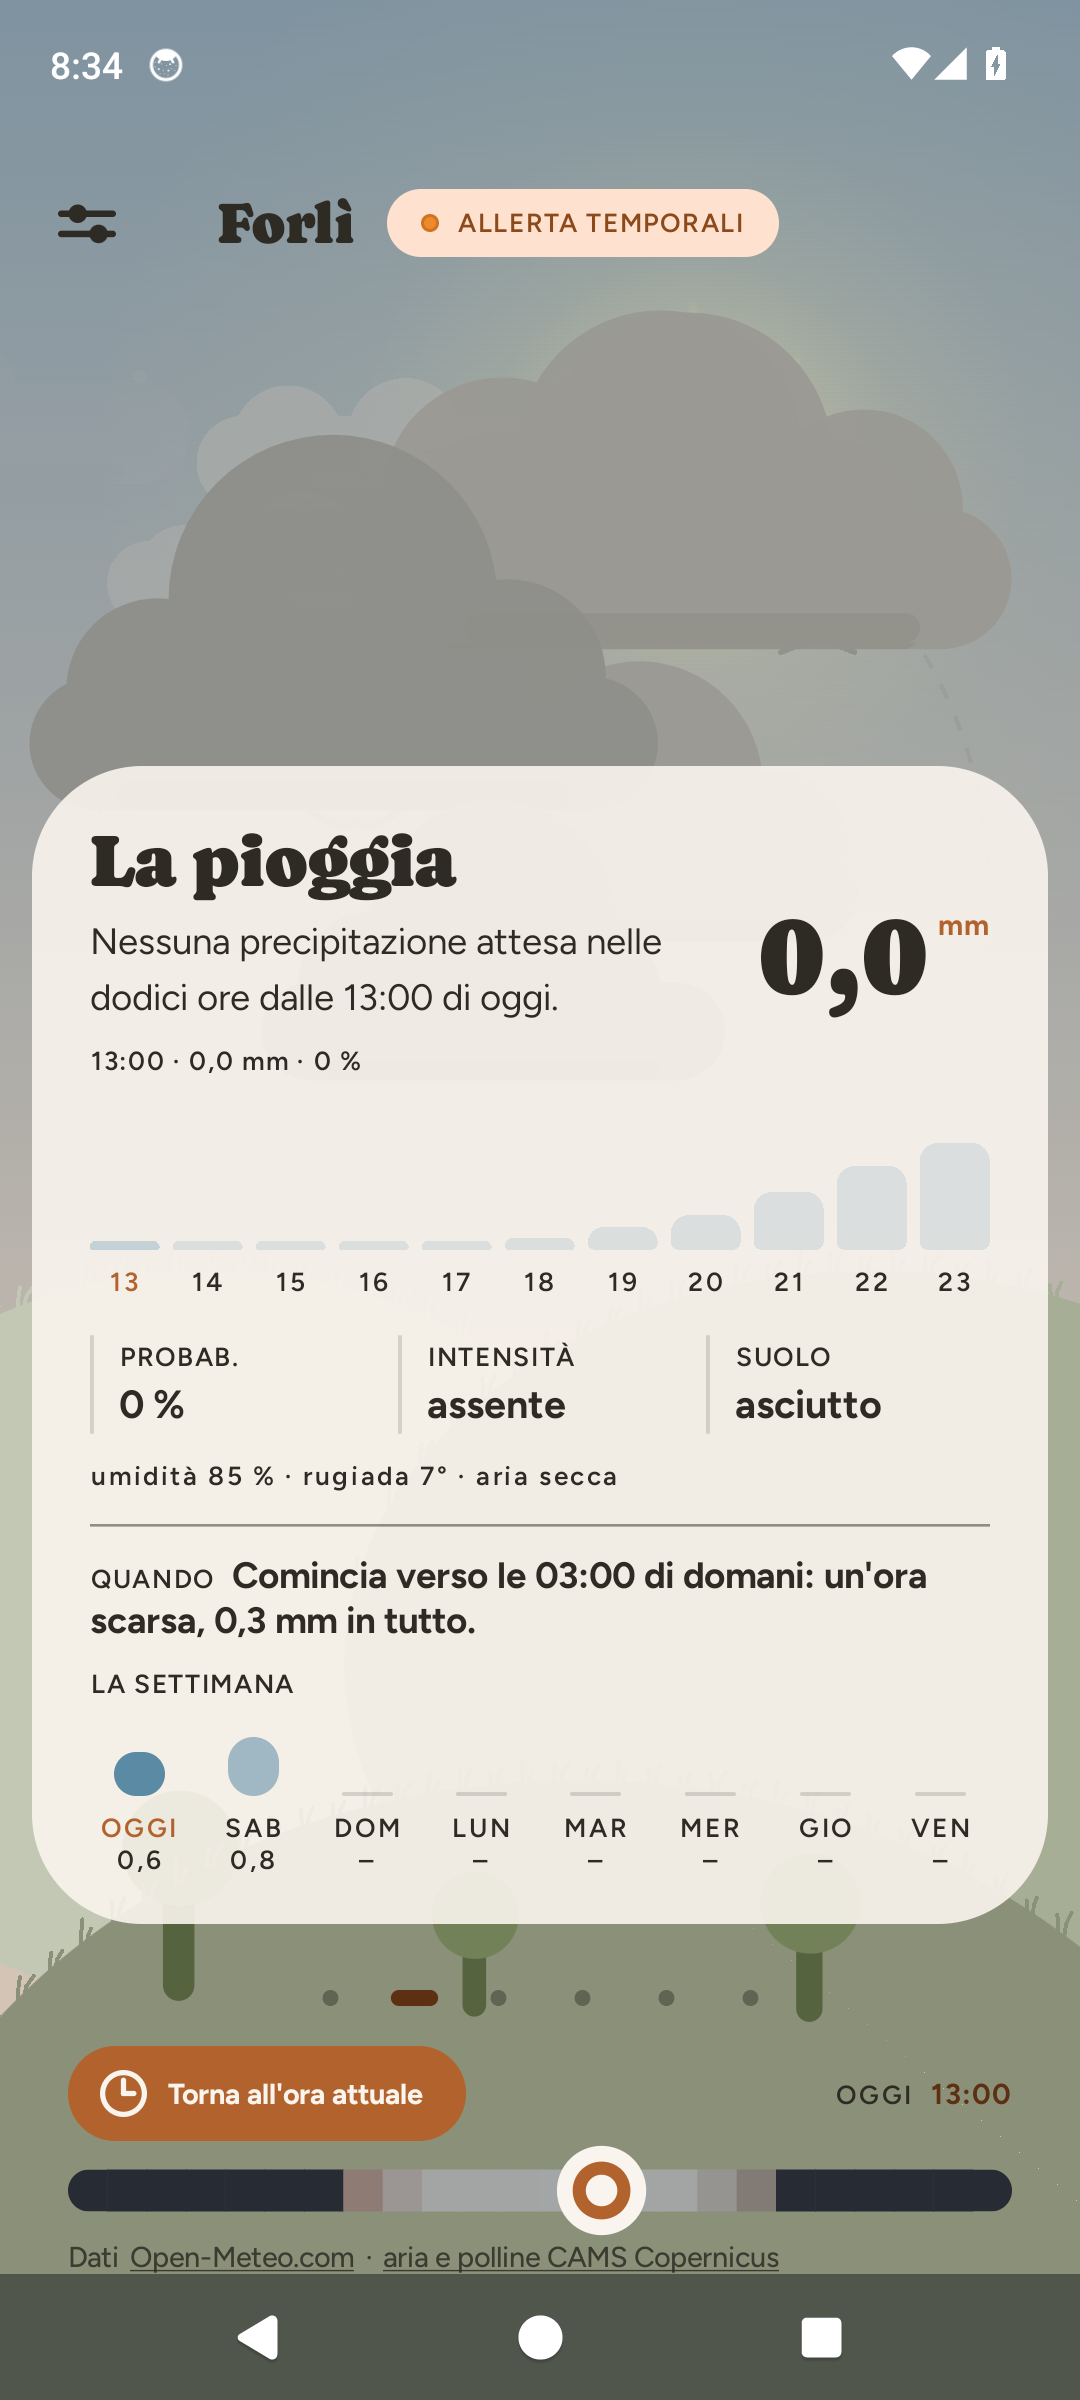 8:34
Forlì
ALLERTA TEMPORALI
La pioggia
Nessuna precipitazione attesa nelle
dodici ore dalle 13:00 di oggi.
0,0 mm
13:00 · 0,0 mm · 0 %
13 14 15 16 17 18 19 20 21 22 23
PROBAB. INTENSITÀ SUOLO
0 % assente asciutto
umidità 85 % · rugiada 7° · aria secca
QUANDO Comincia verso le 03:00 di domani: un'ora
scarsa, 0,3 mm in tutto.
LA SETTIMANA
OGGI SAB DOM LUN MAR MER GIO VEN
0,6 0,8 – – – – – –
Torna all'ora attuale
OGGI 13:00
Dati Open-Meteo.com · aria e polline CAMS Copernicus